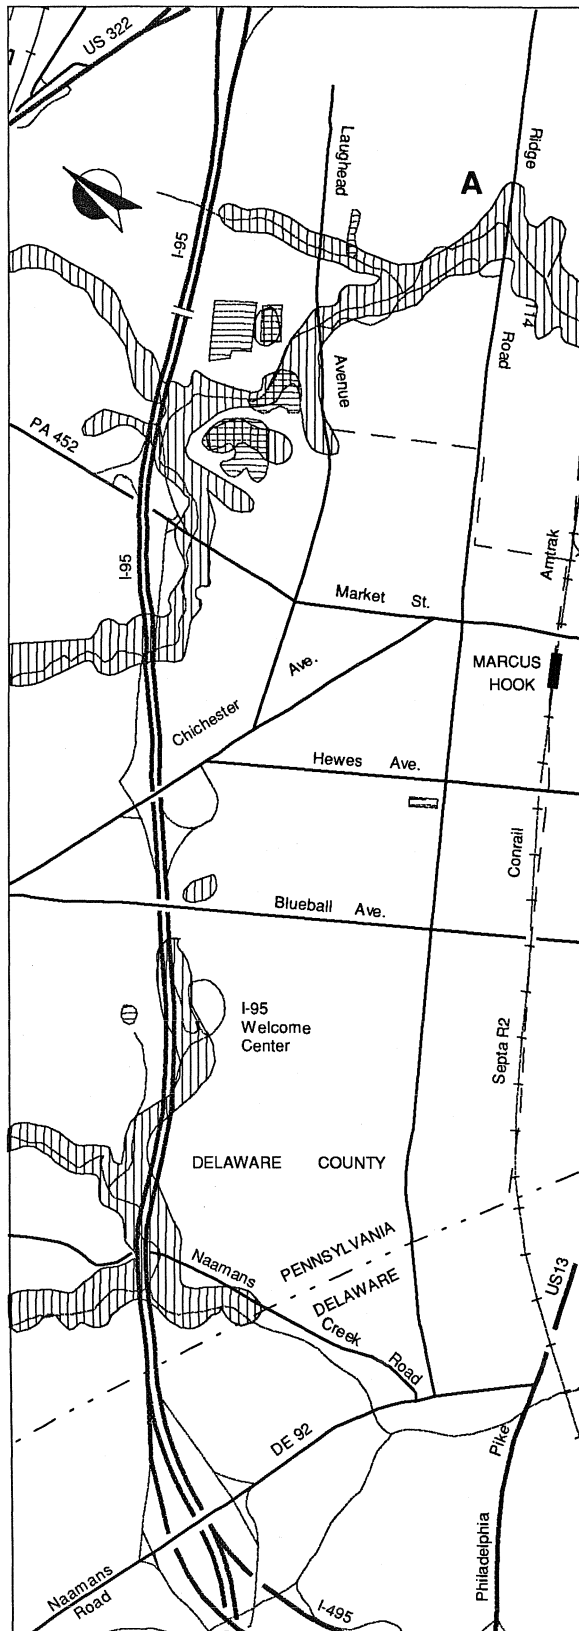 US 322
Ridge
Laughead
A
I-95
114
Road
Avenue
PA 452
Amtrak
I-95
Market St.
MARCUS
HOOK
Ave.
Chichester
Hewes Ave.
Conrail
Blueball Ave.
I-95
Welcome
Center
Septa R2
DELAWARE COUNTY
PENNSYLVANIA
Naamans
DELAWARE
US13
Creek
Road
DE 92
Pike
Philadelphia
Naamans
Road
I-495